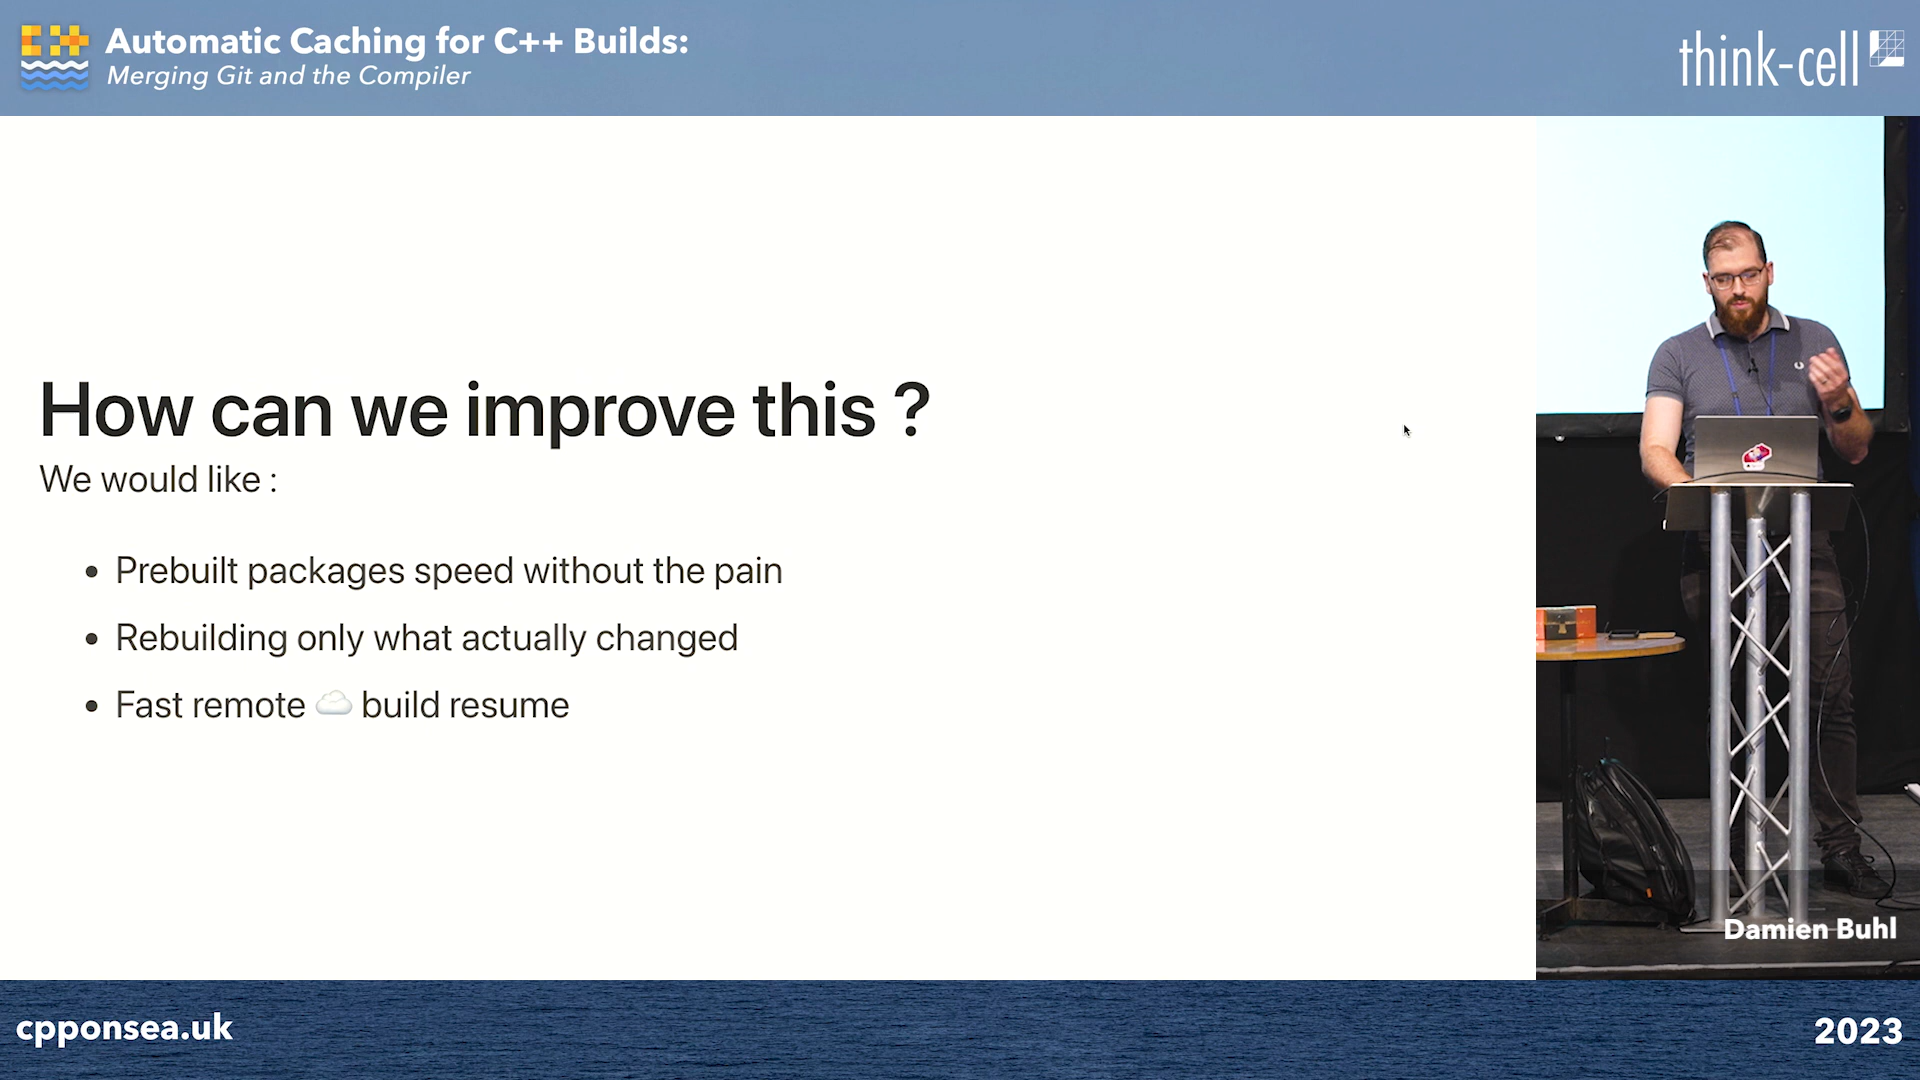 Automatic Caching for C++ Builds:
Merging Git and the Compiler
think-cell
How can we improve this ?
We would like :
• Prebuilt packages speed without the pain
• Rebuilding only what actually changed
• Fast remote ☁️ build resume
Damien Buhl
cpponsea.uk
2023